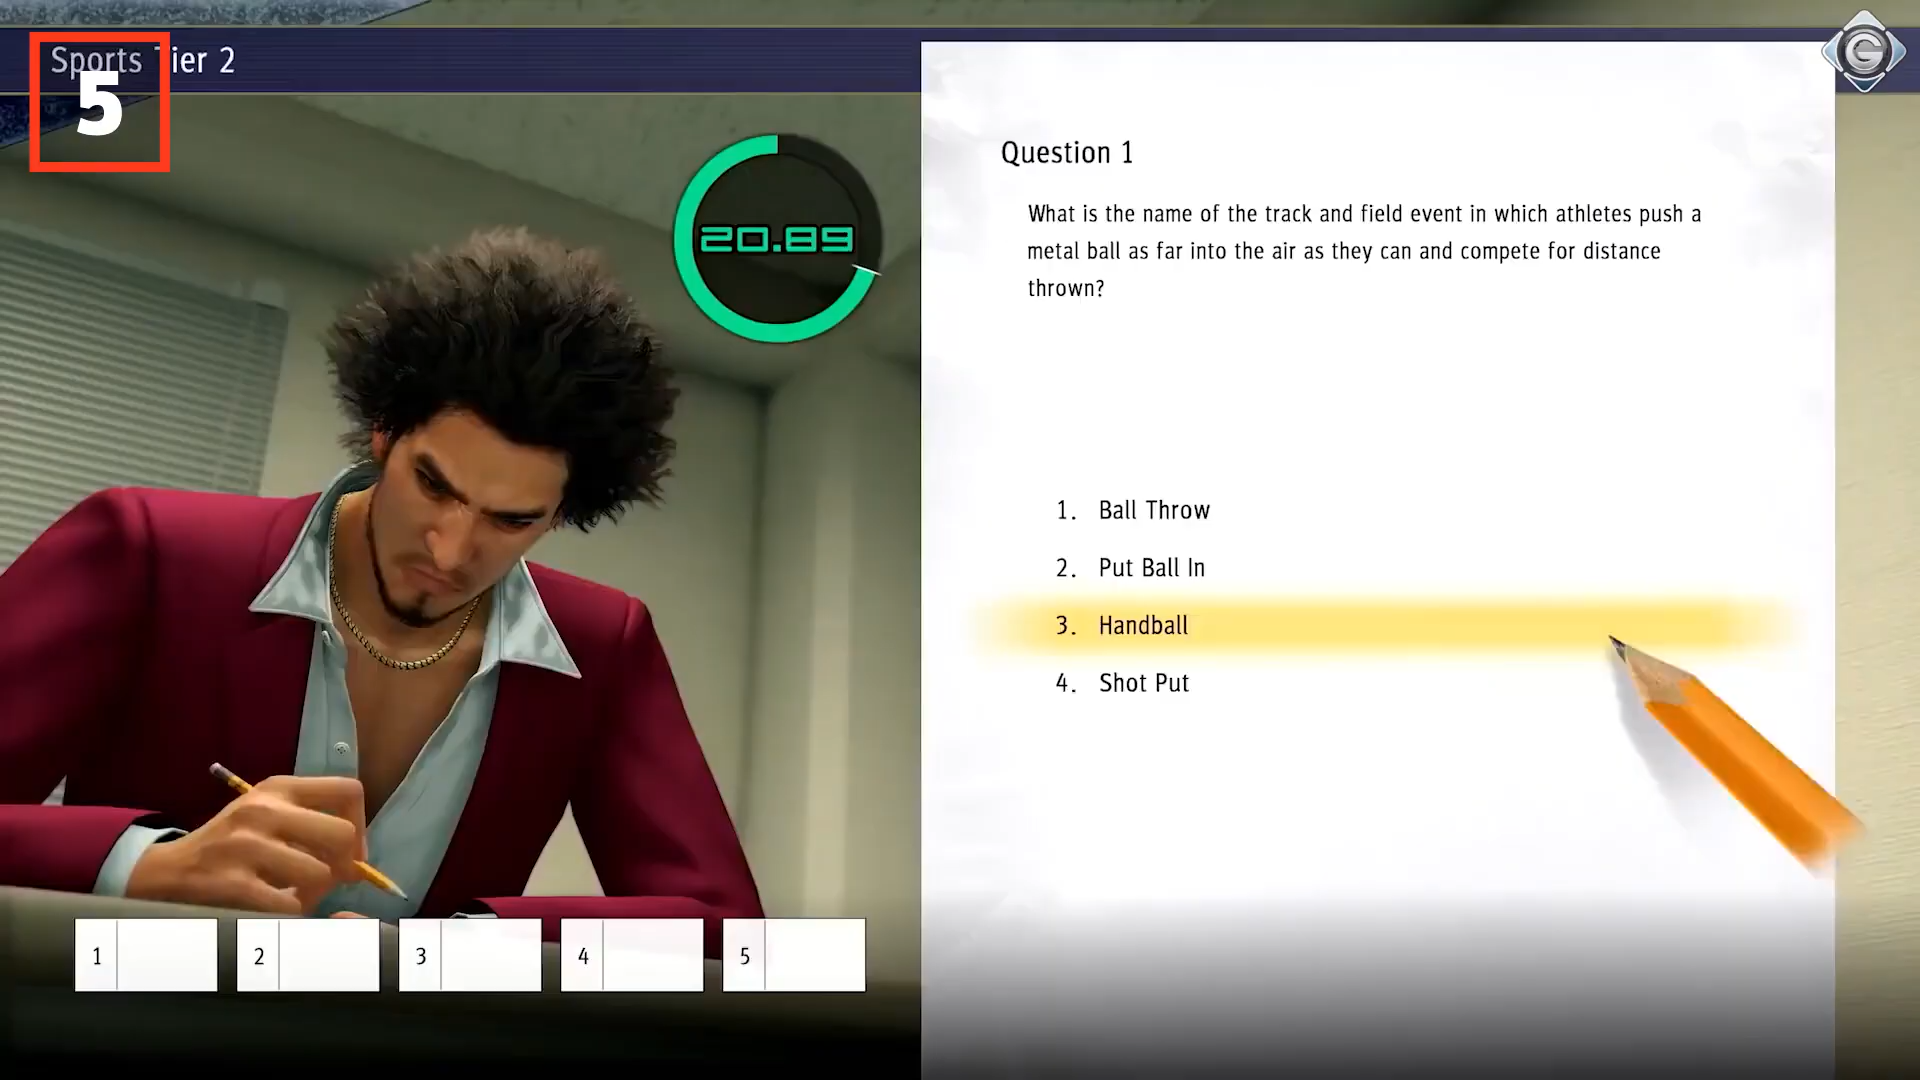 Sports Tier 2
5
20.89
Question 1
What is the name of the track and field event in which athletes push a
metal ball as far into the air as they can and compete for distance
thrown?
1. Ball Throw
2. Put Ball In
3. Handball
4. Shot Put
1 2 3 4 5
G